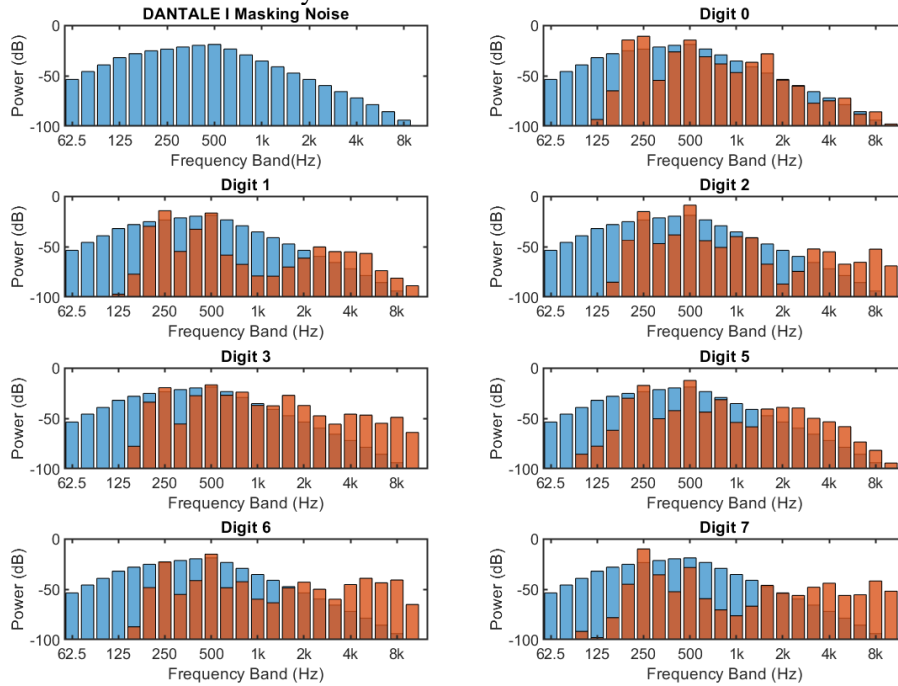 DANTALE I Masking Noise
0
-50
-100
Power (dB)
62.5 125 250 500 1k 2k 4k 8k
Frequency Band(Hz)
Digit 0
0
-50
-100
Power (dB)
62.5 125 250 500 1k 2k 4k 8k
Frequency Band (Hz)
Digit 1
0
-50
-100
Power (dB)
62.5 125 250 500 1k 2k 4k 8k
Frequency Band (Hz)
Digit 2
0
-50
-100
Power (dB)
62.5 125 250 500 1k 2k 4k 8k
Frequency Band (Hz)
Digit 3
0
-50
-100
Power (dB)
62.5 125 250 500 1k 2k 4k 8k
Frequency Band (Hz)
Digit 5
0
-50
-100
Power (dB)
62.5 125 250 500 1k 2k 4k 8k
Frequency Band (Hz)
Digit 6
0
-50
-100
Power (dB)
62.5 125 250 500 1k 2k 4k 8k
Frequency Band (Hz)
Digit 7
0
-50
-100
Power (dB)
62.5 125 250 500 1k 2k 4k 8k
Frequency Band (Hz)